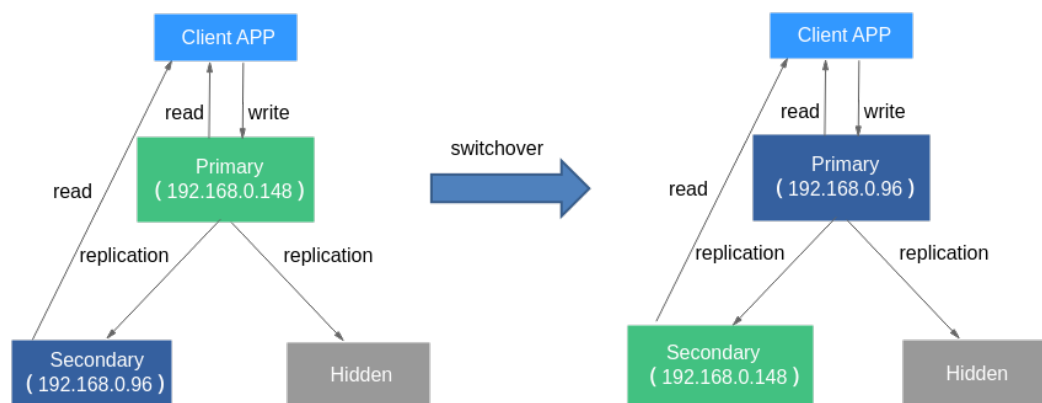 Client APP
read
write
Primary
( 192.168.0.148 )
read
replication
replication
Secondary
( 192.168.0.96 )
Hidden
switchover
Client APP
read
write
Primary
( 192.168.0.96 )
read
replication
replication
Secondary
( 192.168.0.148 )
Hidden